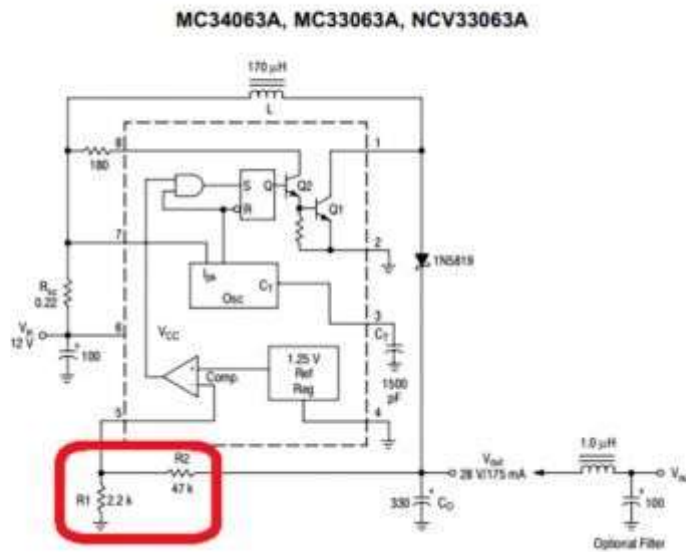 MC34063A, MC33063A, NCV33063A
170 μH
L
8
1
180
S
Q
Q2
R
Q1
7
2
Ipk
CT
Osc
1N5819
Rsc
0.22
3
Vin
12 V
6
VCC
CT
100
1.25 V
Ref
Reg
Comp.
1500
pF
5
4
R2
47 k
R1
2.2 k
Vout
28 V/175 mA
1.0 μH
330
CO
100
Optional Filter